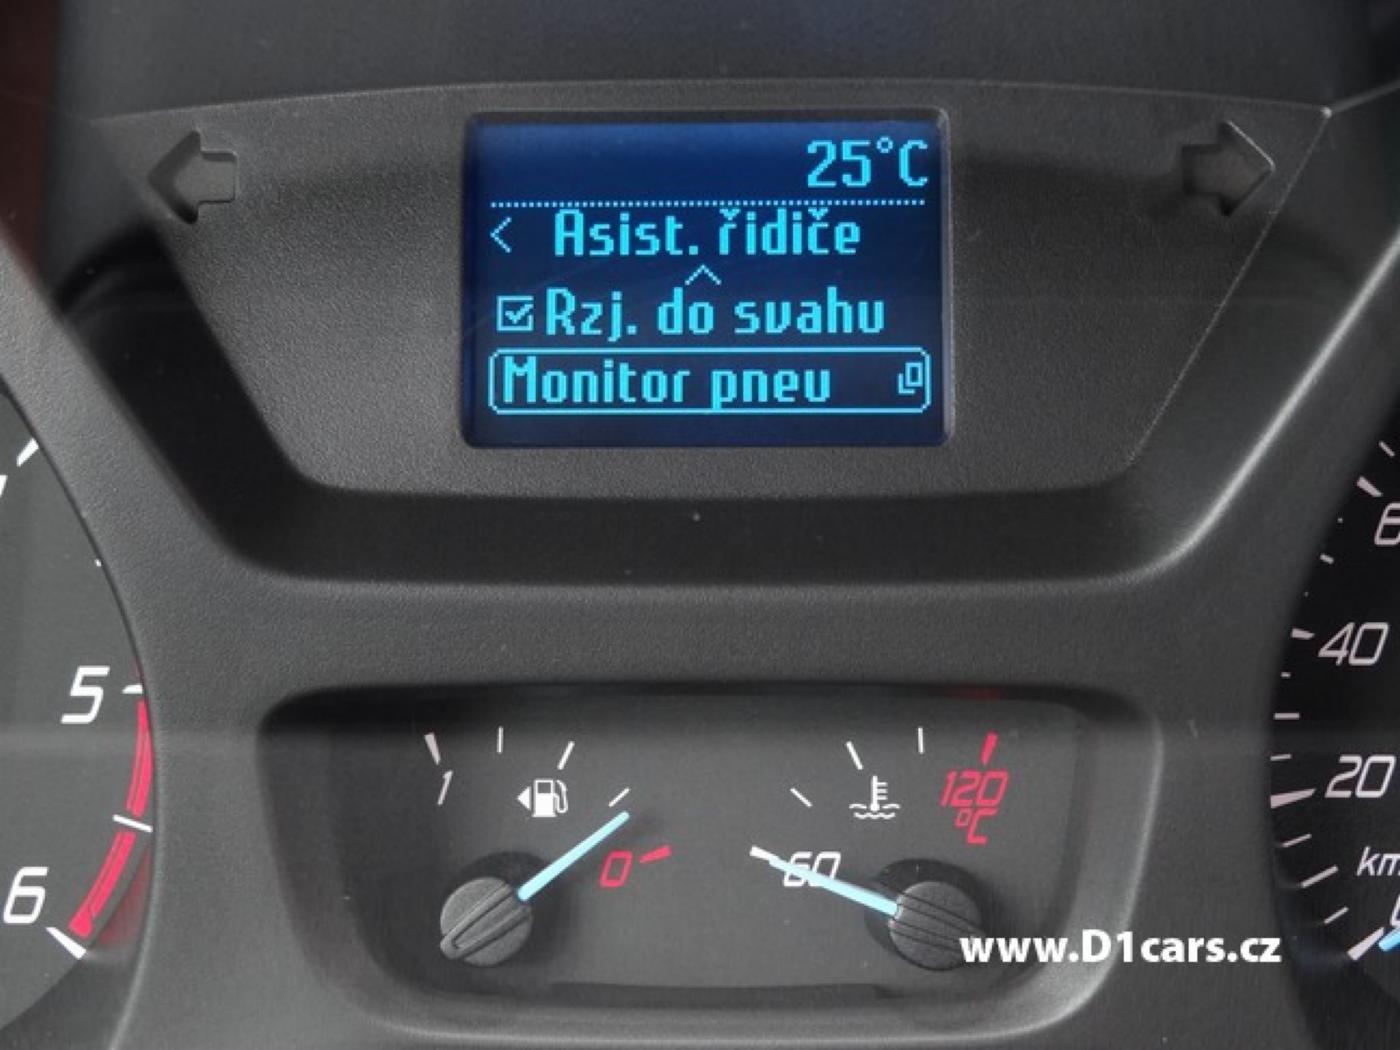 25°C
< Asist. řidiče
Rzj. do svahu
Monitor pneu
5
6
1
0
60
120
°C
40
20
www.D1cars.cz